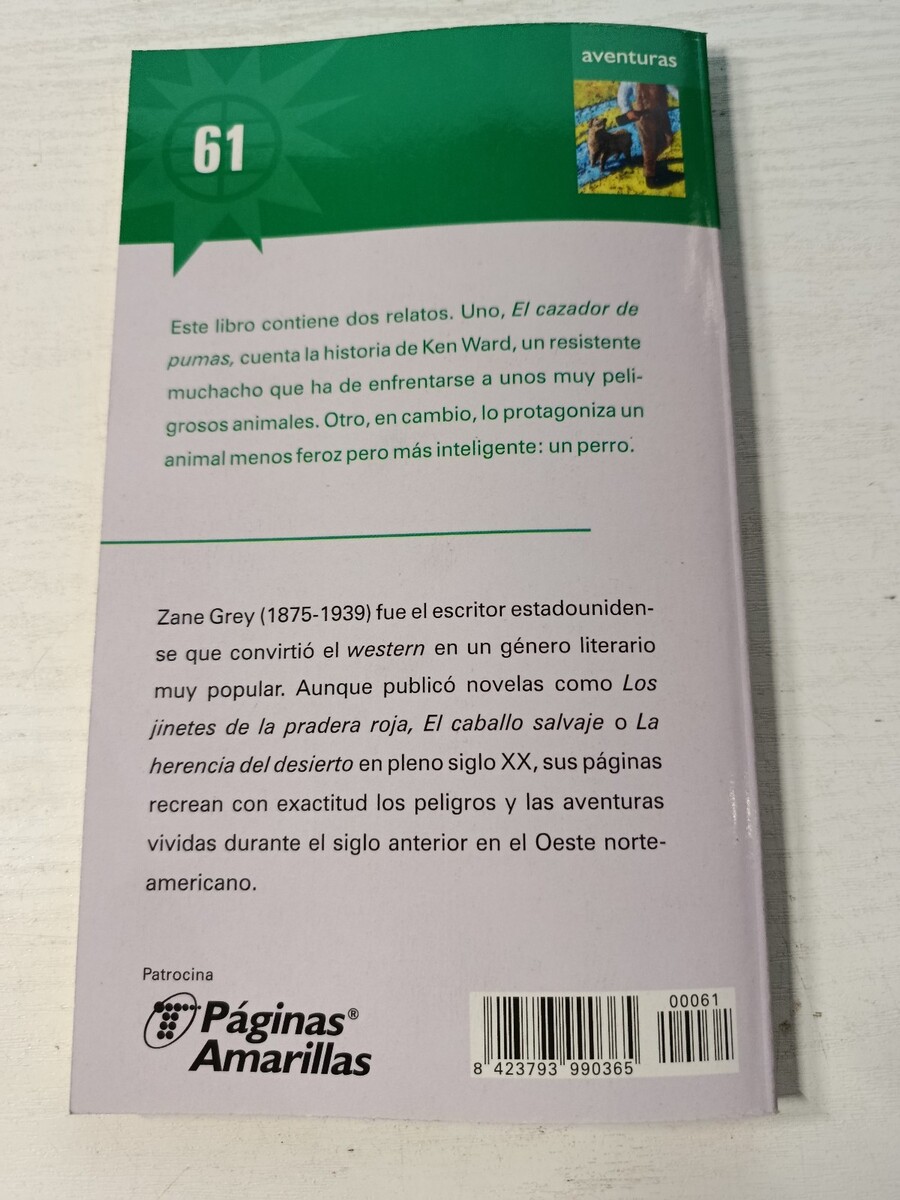 aventuras
61
Este libro contiene dos relatos. Uno, El cazador de
pumas, cuenta la historia de Ken Ward, un resistente
muchacho que ha de enfrentarse a unos muy peli-
grosos animales. Otro, en cambio, lo protagoniza un
animal menos feroz pero más inteligente: un perro.
Zane Grey (1875-1939) fue el escritor estadouniden-
se que convirtió el western en un género literario
muy popular. Aunque publicó novelas como Los
jinetes de la pradera roja, El caballo salvaje o La
herencia del desierto en pleno siglo XX, sus páginas
recrean con exactitud los peligros y las aventuras
vividas durante el siglo anterior en el Oeste norte-
americano.
Patrocina
Páginas®
Amarillas
00061
8 423793 990365